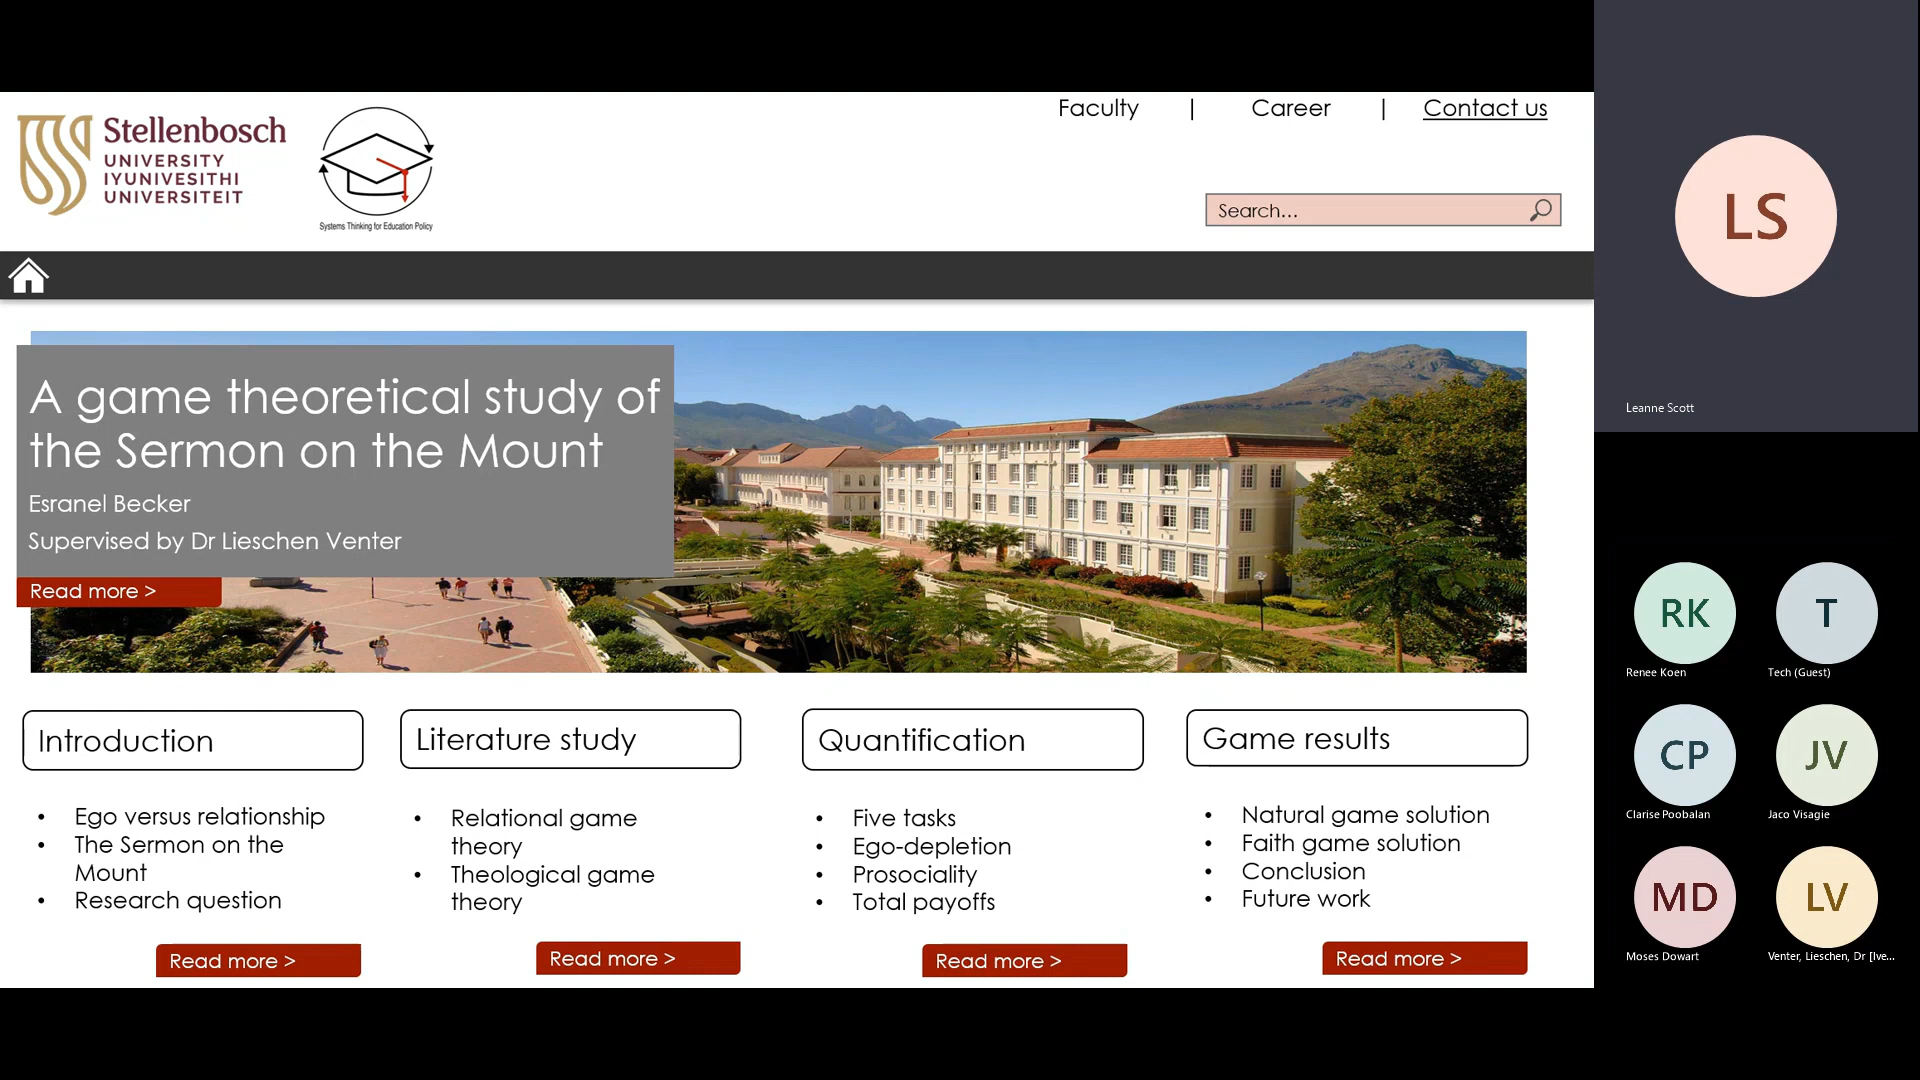 Stellenbosch
UNIVERSITY
IYUNIVESITHI
UNIVERSITEIT
Systems Thinking for Education Policy
Faculty | Career | Contact us
Search...
A game theoretical study of
the Sermon on the Mount
Esranel Becker
Supervised by Dr Lieschen Venter
Read more >
Introduction
• Ego versus relationship
• The Sermon on the
Mount
• Research question
Read more >
Literature study
• Relational game
theory
• Theological game
theory
Read more >
Quantification
• Five tasks
• Ego-depletion
• Prosociality
• Total payoffs
Read more >
Game results
• Natural game solution
• Faith game solution
• Conclusion
• Future work
Read more >
LS
Leanne Scott
RK
Renee Koen
T
Tech (Guest)
CP
Clarise Poobalan
JV
Jaco Visagie
MD
Moses Dowart
LV
Venter, Lieschen, Dr [lve...